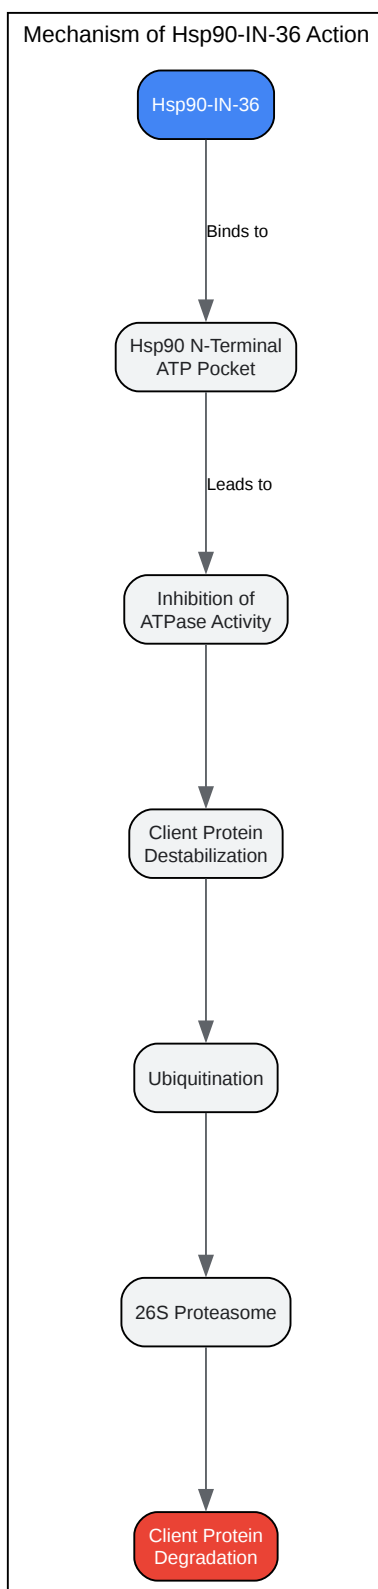 Mechanism of Hsp90-IN-36 Action
Hsp90-IN-36
Binds to
Hsp90 N-Terminal
ATP Pocket
Leads to
Inhibition of
ATPase Activity
Client Protein
Destabilization
Ubiquitination
26S Proteasome
Client Protein
Degradation